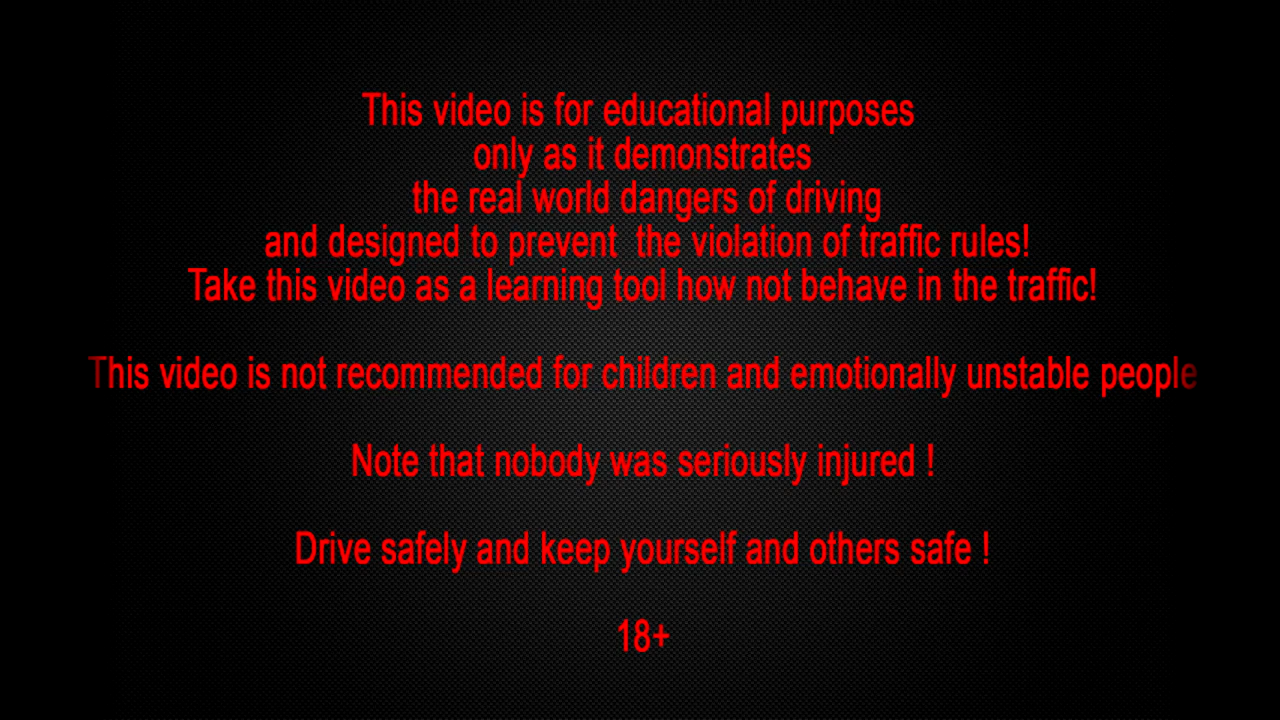 This video is for educational purposes
only as it demonstrates
the real world dangers of driving
and designed to prevent  the violation of traffic rules!
Take this video as a learning tool how not behave in the traffic!
This video is not recommended for children and emotionally unstable people
Note that nobody was seriously injured !
Drive safely and keep yourself and others safe !
18+